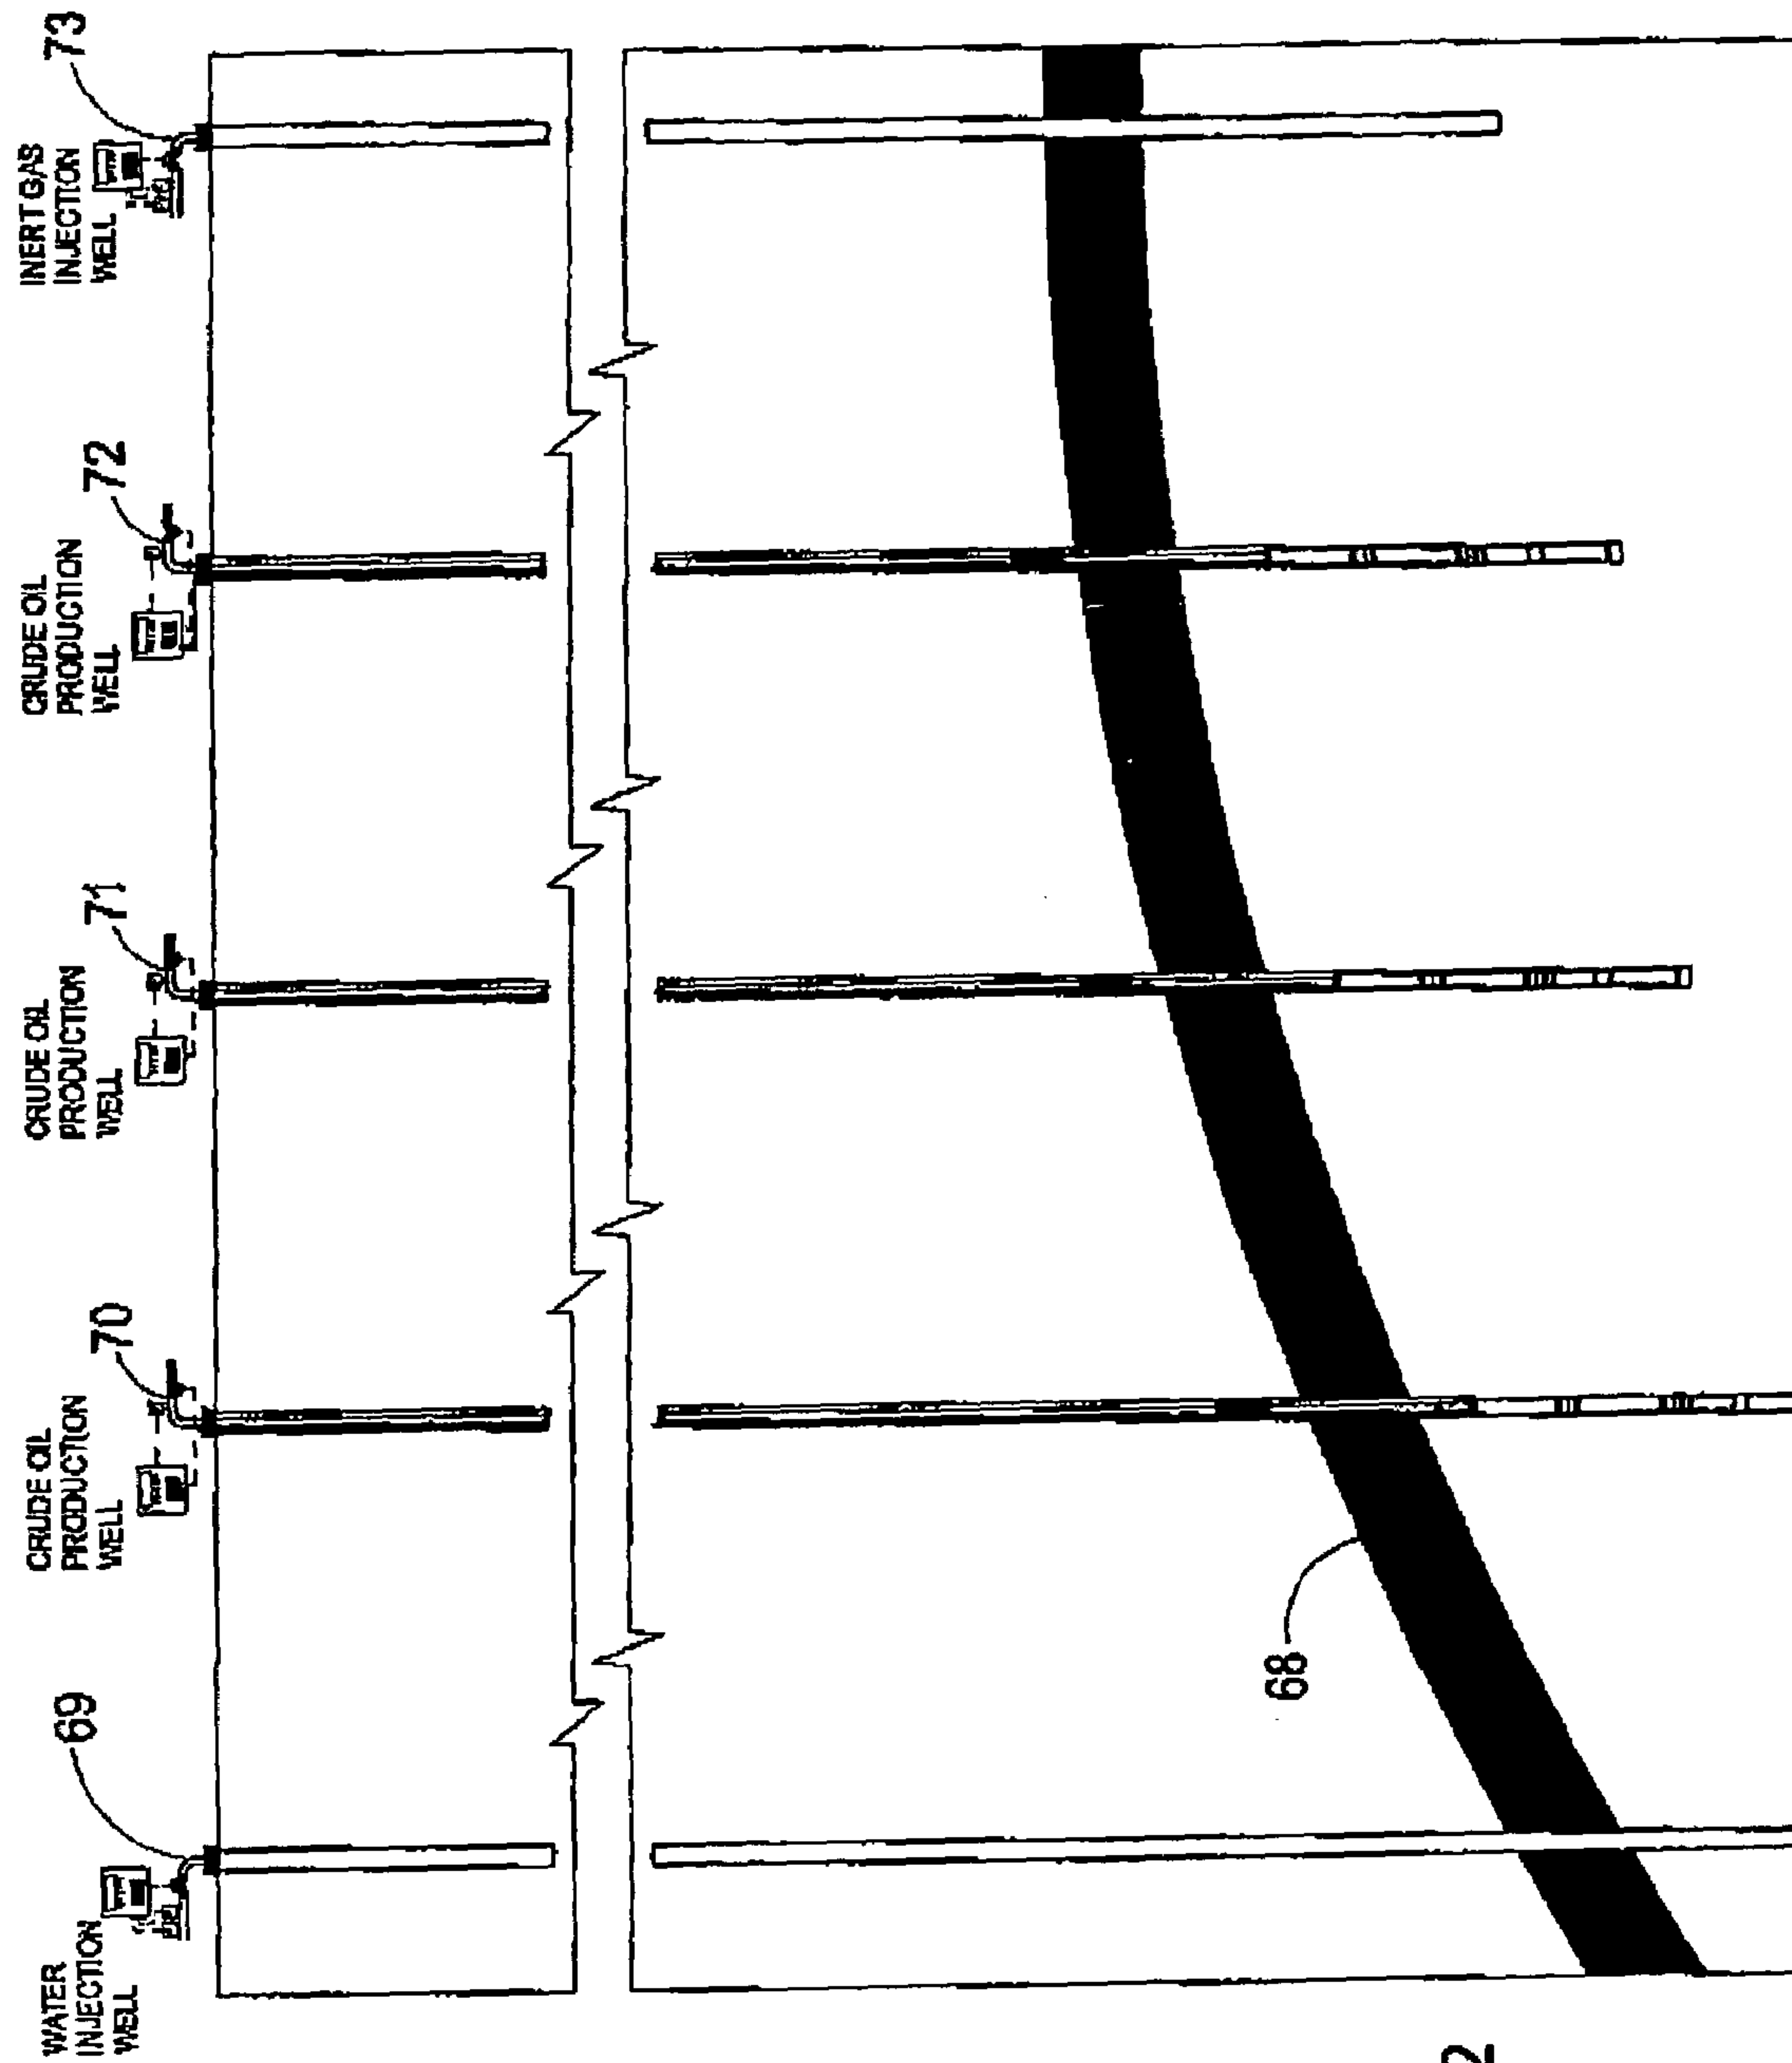 WATER
INJECTION
WELL
69
CRUDE OIL
PRODUCTION
WELL
70
CRUDE OIL
PRODUCTION
WELL
71
CRUDE OIL
PRODUCTION
WELL
72
INERT GAS
INJECTION
WELL
73
68
2